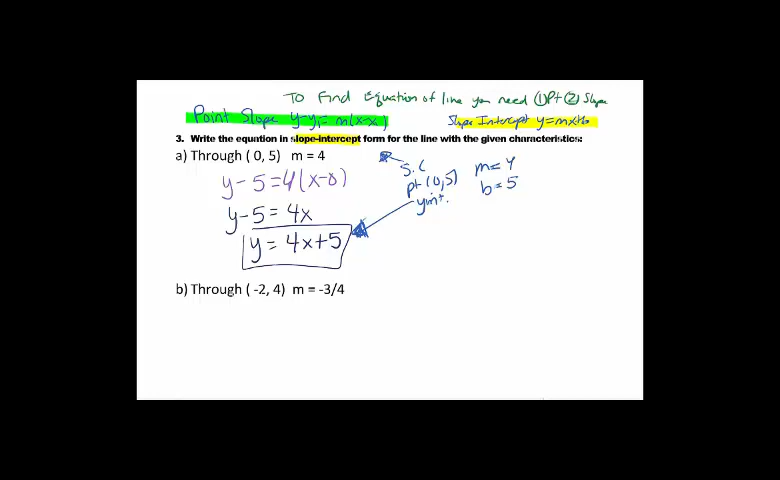 To Find Equation of line you need ① Pt ② Slope
Point Slope y-y₁=m(x-x₁)
Slope Intercept y=mx+b
3. Write the equation in slope-intercept form for the line with the given characteristics:
a) Through ( 0, 5) m = 4
y-5=4(x-0)
y-5=4x
y=4x+5
pt (0,5)
yint.
m=4
b=5
b) Through ( -2, 4) m = -3/4